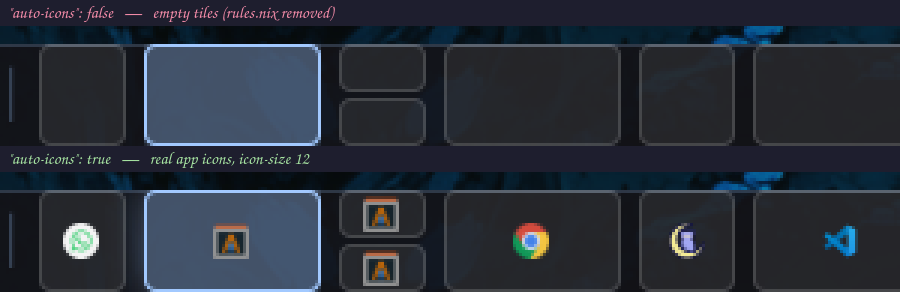 "auto-icons": false — empty tiles (rules.nix removed)
"auto-icons": true — real app icons, icon-size 12